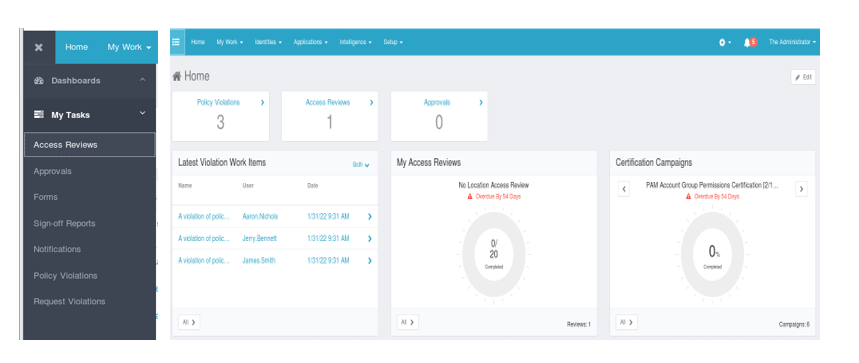 Home My Work
Dashboards
My Tasks
Access Reviews
Approvals
Forms
Sign-off Reports
Notifications
Policy Violations
Request Violations
Home My Work Identities Applications Intelligence Setup The Administrator
Home Edit
Policy Violations Access Reviews Approvals
3 1 0
Latest Violation Work Items Both
Name User Date
A violation of polic... Aaron.Nichols 1/31/22 9:31 AM
A violation of polic... Jerry.Bennett 1/31/22 9:31 AM
A violation of polic... James.Smith 1/31/22 9:31 AM
All
My Access Reviews
No Location Access Review
Overdue By 54 Days
0/
20
Completed
All Reviews: 1
Certification Campaigns
PAM Account Group Permissions Certification [2/1...
Overdue By 54 Days
0%
Completed
All Campaigns: 6